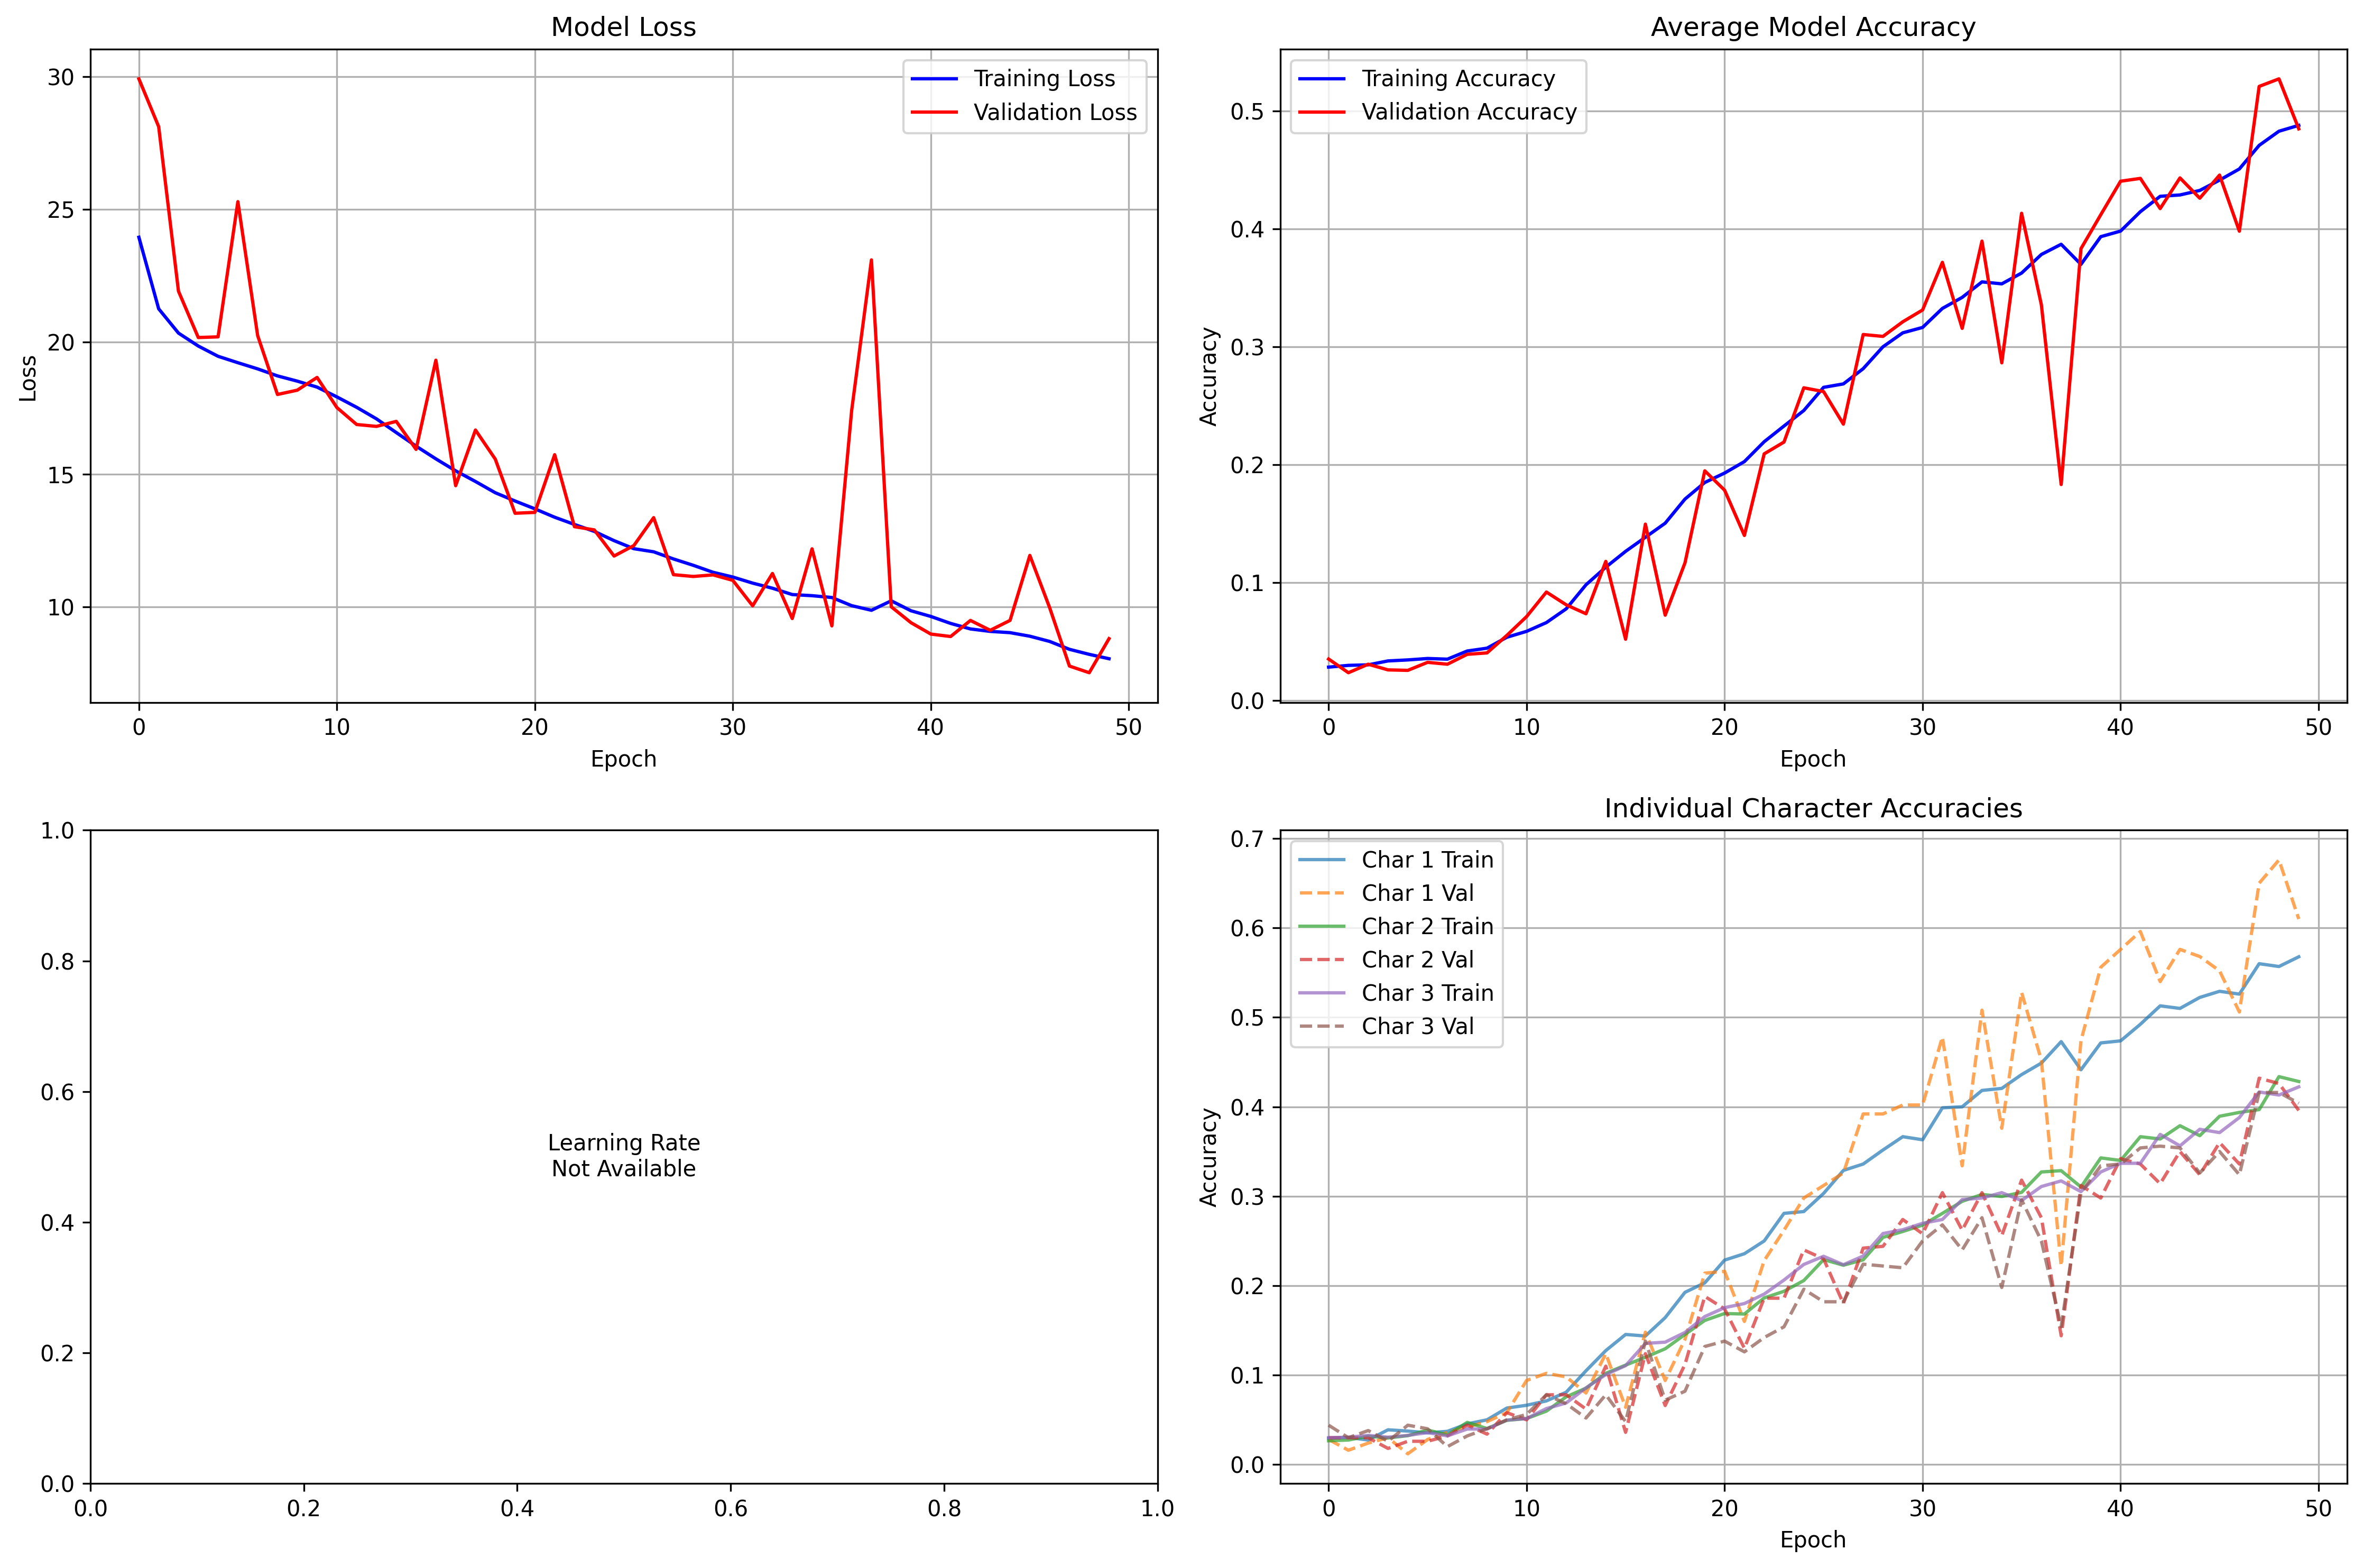 Model Loss
30
25
20
15
10
Loss
0 10 20 30 40 50
Epoch
Training Loss
Validation Loss
Average Model Accuracy
0.5
0.4
0.3
0.2
0.1
0.0
Accuracy
0 10 20 30 40 50
Epoch
Training Accuracy
Validation Accuracy
1.0
0.8
0.6
0.4
0.2
0.0
0.0 0.2 0.4 0.6 0.8 1.0
Learning Rate
Not Available
Individual Character Accuracies
0.7
0.6
0.5
0.4
0.3
0.2
0.1
0.0
Accuracy
0 10 20 30 40 50
Epoch
Char 1 Train
Char 1 Val
Char 2 Train
Char 2 Val
Char 3 Train
Char 3 Val